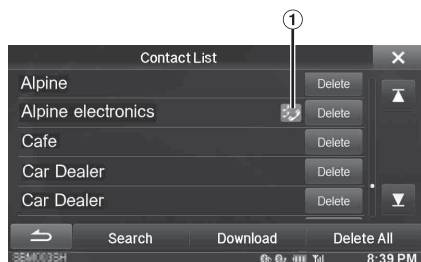 1
Contact List
Alpine Delete
Alpine electronics Delete
Cafe Delete
Car Dealer Delete
Car Dealer Delete
Search Download Delete All
8:39 PM